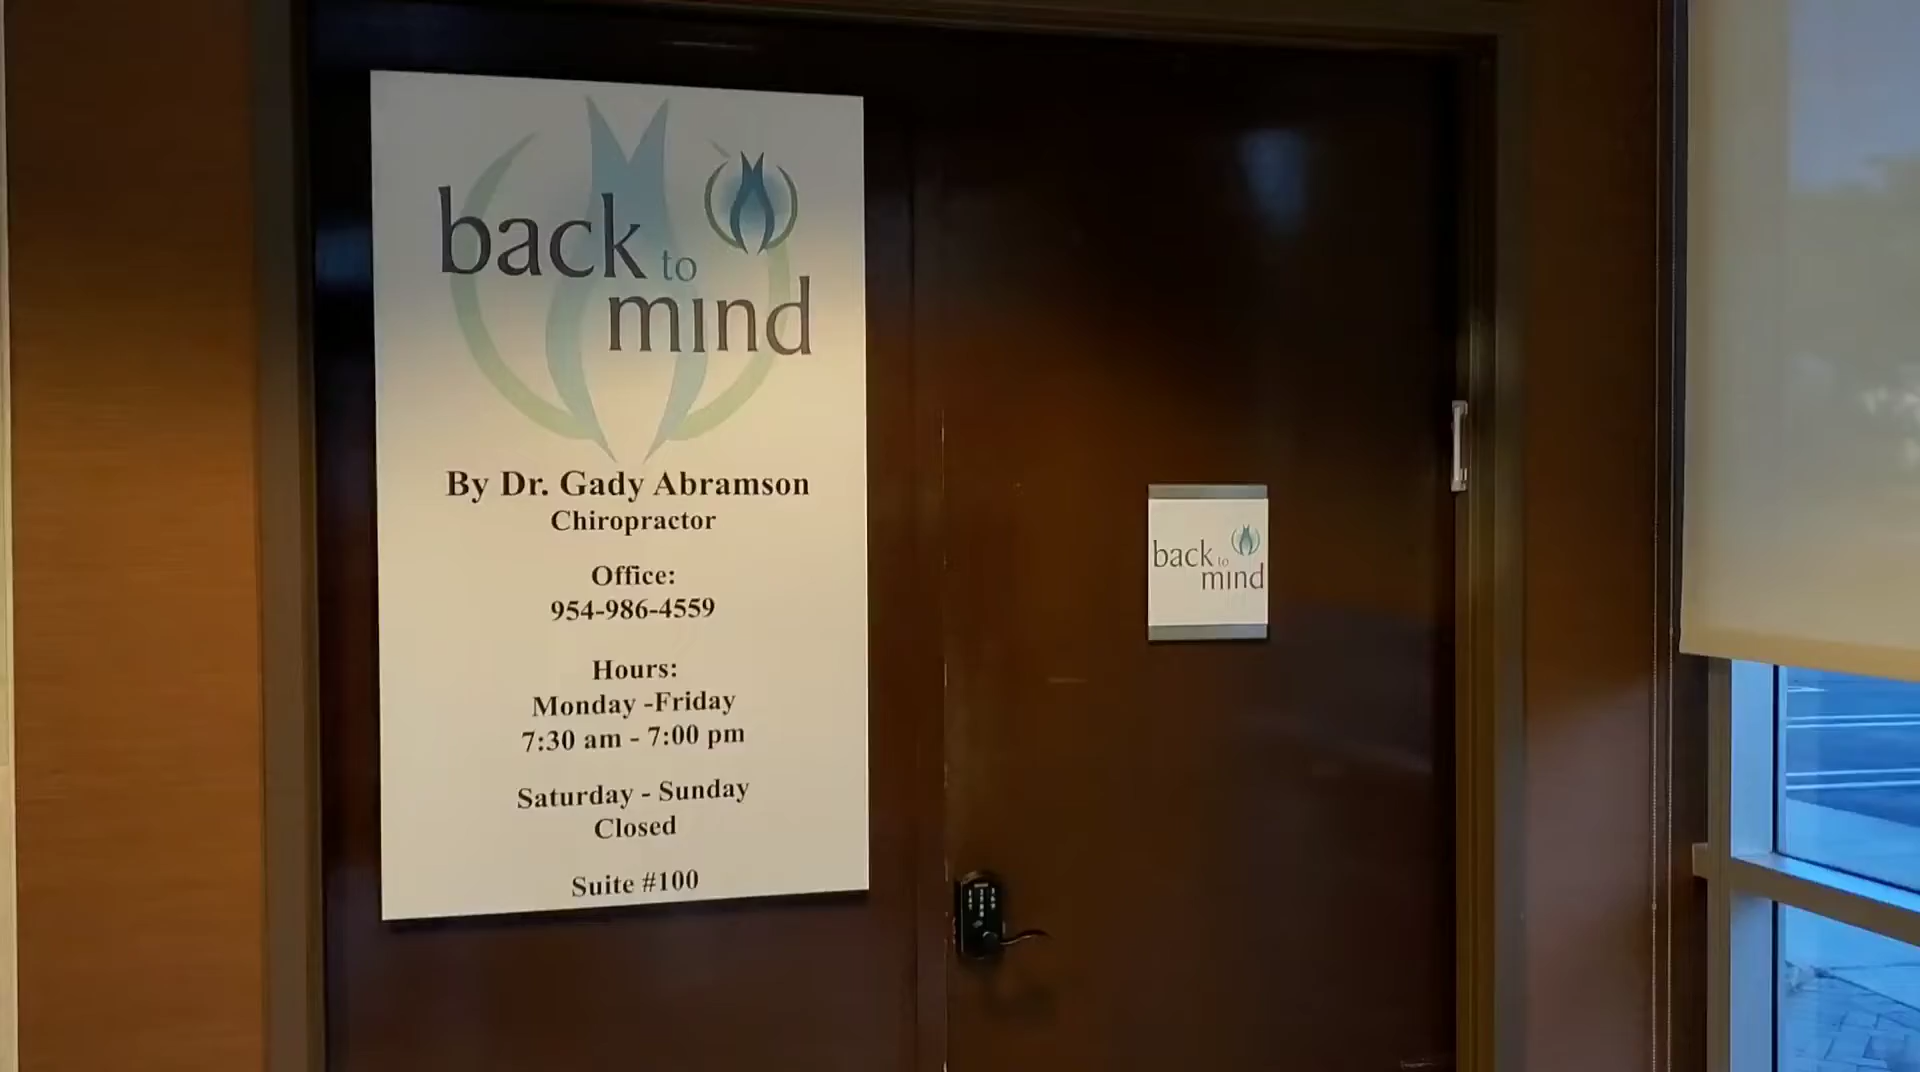 back to
mind
By Dr. Gady Abramson
Chiropractor
Office:
954-986-4559
Hours:
Monday -Friday
7:30 am - 7:00 pm
Saturday - Sunday
Closed
Suite #100
back to
mind